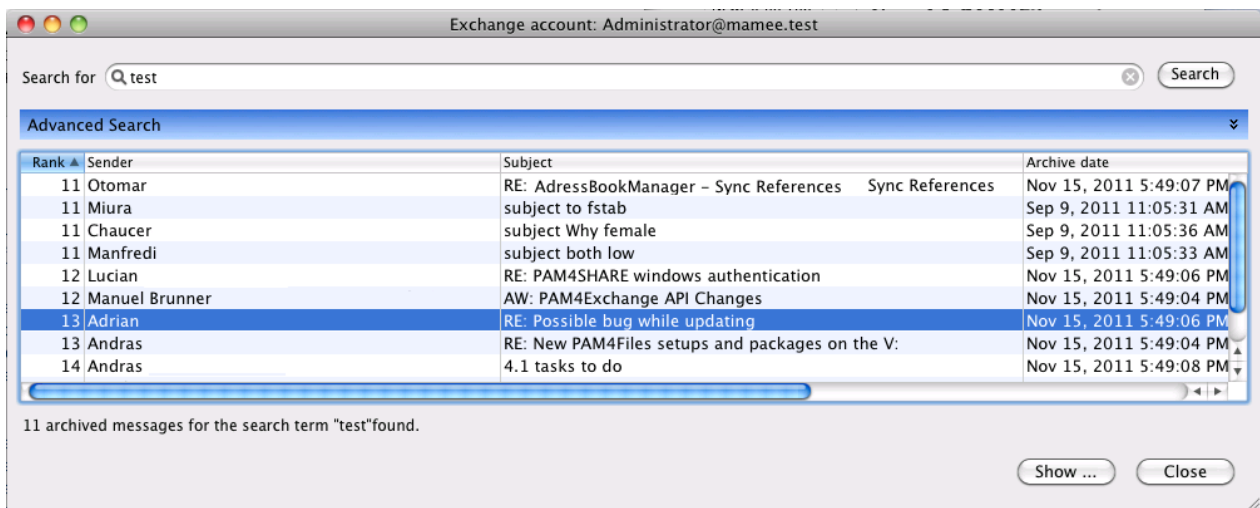 Exchange account: Administrator@mamee.test
Search for test Search
Advanced Search
Rank Sender Subject Archive date
11 Otomar RE: AdressBookManager - Sync References Sync References Nov 15, 2011 5:49:07 PM
11 Miura subject to fstab Sep 9, 2011 11:05:31 AM
11 Chaucer subject Why female Sep 9, 2011 11:05:36 AM
11 Manfredi subject both low Sep 9, 2011 11:05:33 AM
12 Lucian RE: PAM4SHARE windows authentication Nov 15, 2011 5:49:06 PM
12 Manuel Brunner AW: PAM4Exchange API Changes Nov 15, 2011 5:49:04 PM
13 Adrian RE: Possible bug while updating Nov 15, 2011 5:49:06 PM
13 Andras RE: New PAM4Files setups and packages on the V: Nov 15, 2011 5:49:04 PM
14 Andras 4.1 tasks to do Nov 15, 2011 5:49:08 PM
11 archived messages for the search term "test"found.
Show ... Close